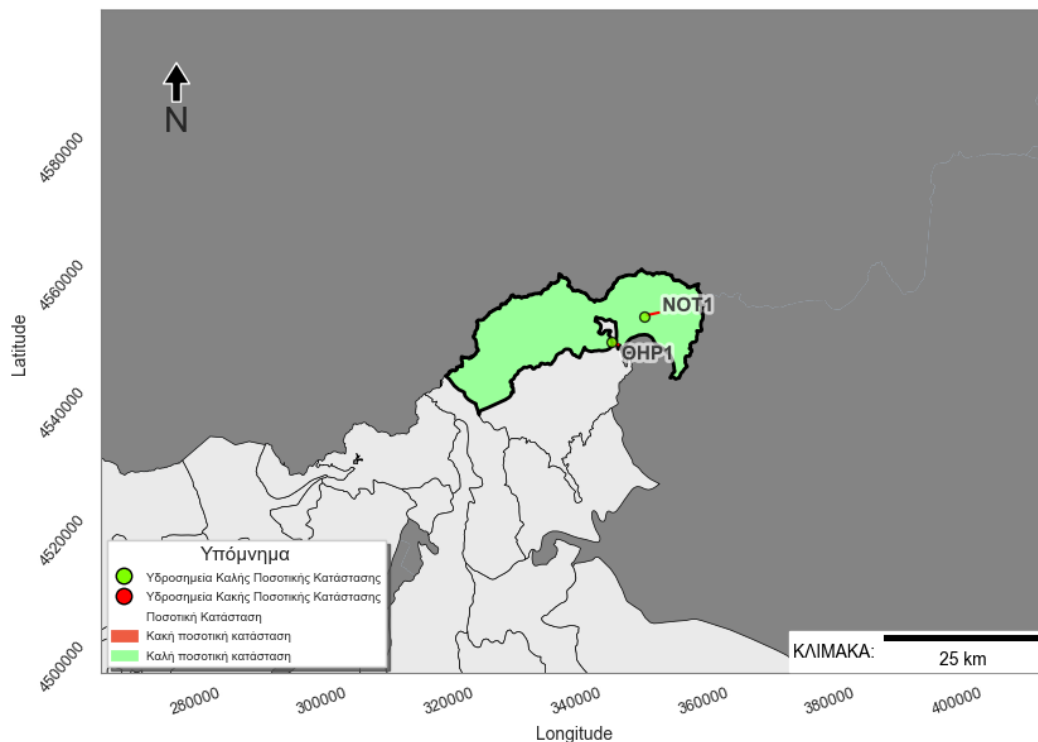 N
Latitude
4580000
4560000
4540000
4520000
4500000
NOT1
ΘΗΡ1
Υπόμνημα
Υδροσημεία Καλής Ποσοτικής Κατάστασης
Υδροσημεία Κακής Ποσοτικής Κατάστασης
Ποσοτική Κατάσταση
Κακή ποσοτική κατάσταση
Καλή ποσοτική κατάσταση
ΚΛΙΜΑΚΑ:
25 km
280000 300000 320000 340000 360000 380000 400000
Longitude